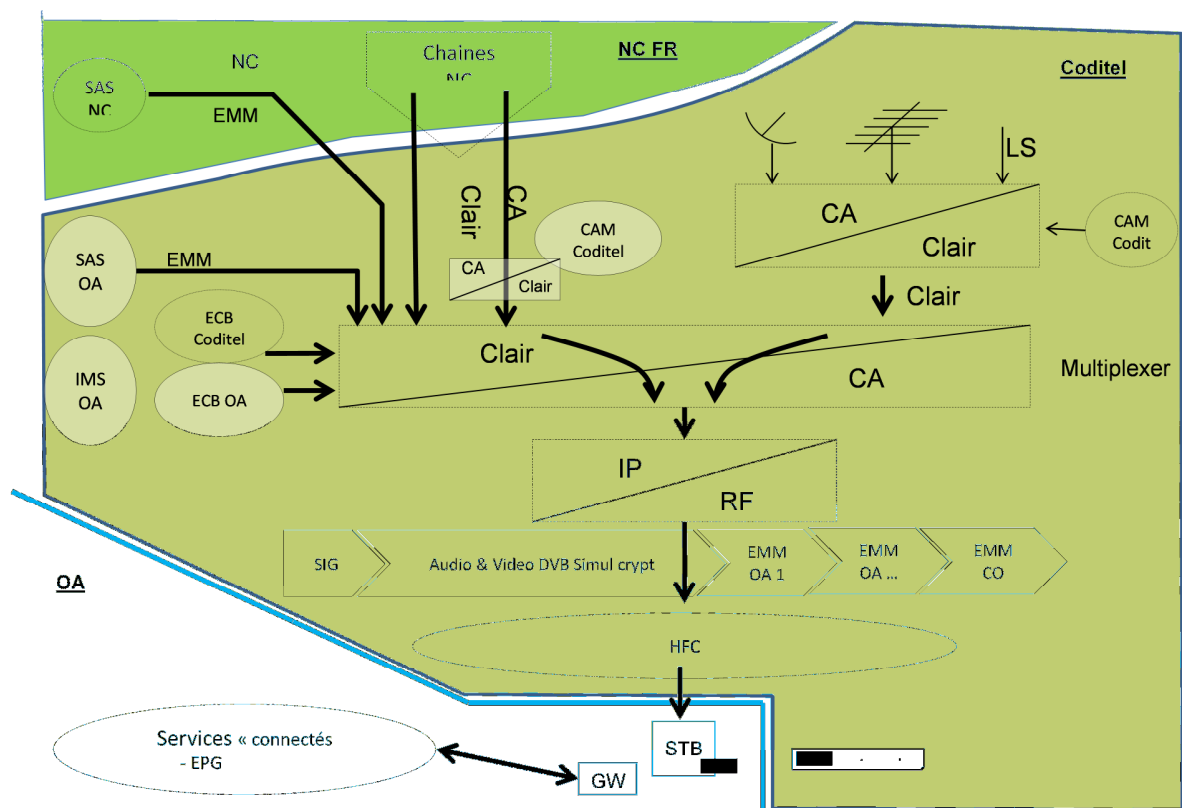 NC FR
Coditel
NC
Chaines
NC
SAS
NC
EMM
LS
CA
Clair
CAM
Coditel
CA
Clair
CA
Clair
CAM
Codit
SAS
OA
EMM
Clair
ECB
Coditel
Clair
CA
Multiplexer
IMS
OA
ECB OA
IP
RF
SIG
Audio & Video DVB Simul crypt
EMM
OA 1
EMM
OA ...
EMM
CO
OA
HFC
Services « connectés
- EPG
STB
GW